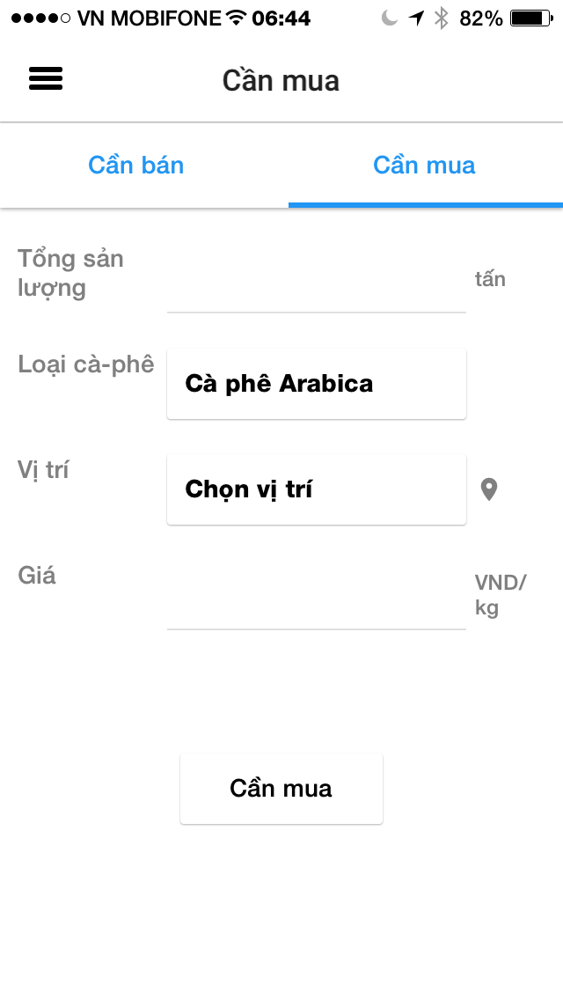 VN MOBIFONE 06:44 82%
Cần mua
Cần bán Cần mua
Tổng sản
lượng
tấn
Loại cà-phê
Cà phê Arabica
Vị trí
Chọn vị trí
Giá
VND/
kg
Cần mua